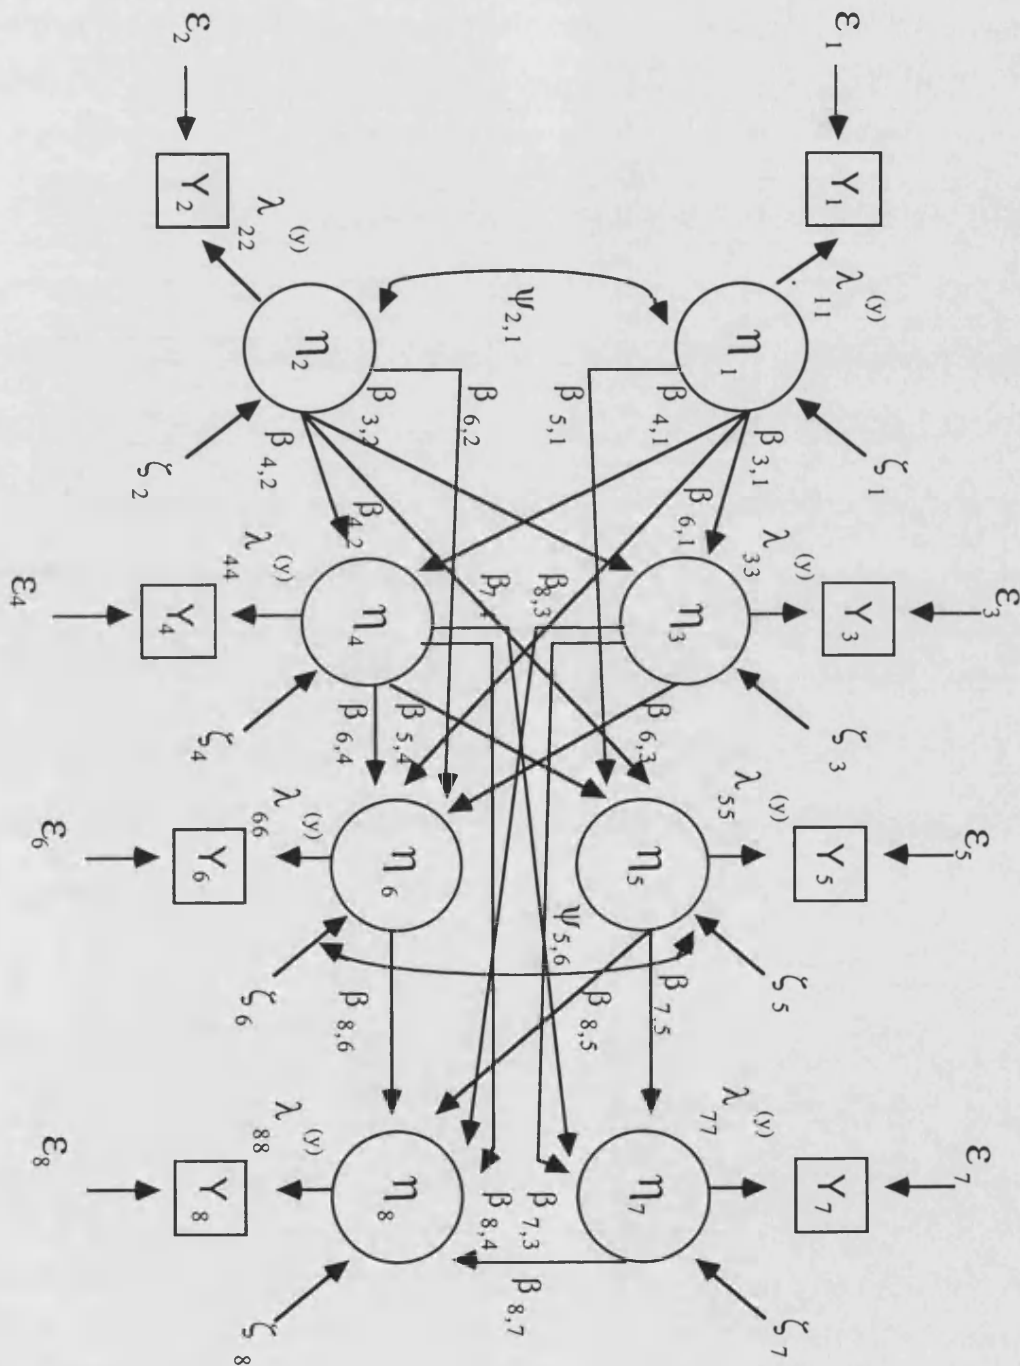 ε3 ε5 ε7
ζ1 ζ3 ζ5 ζ7
λ11(y) λ33(y) λ55(y) λ77(y)
ε1 Y1 Y3 Y5 Y7
η1 β3,1 η3 η5 η7
β4,1 β6,1 β6,3 β7,5
β5,1 β8,3 β8,5
ψ2,1 ψ5,6 β7,3 β8,7
β6,2 β7,4 β8,4
β3,2 β4,2 β5,4
η2 β4,2 η4 β6,4 η6 β8,6 η8
λ22(y) λ44(y) λ66(y) λ88(y)
ε2 Y2 Y4 Y6 Y8
ζ2 ζ4 ζ6 ζ8
ε4 ε6 ε8